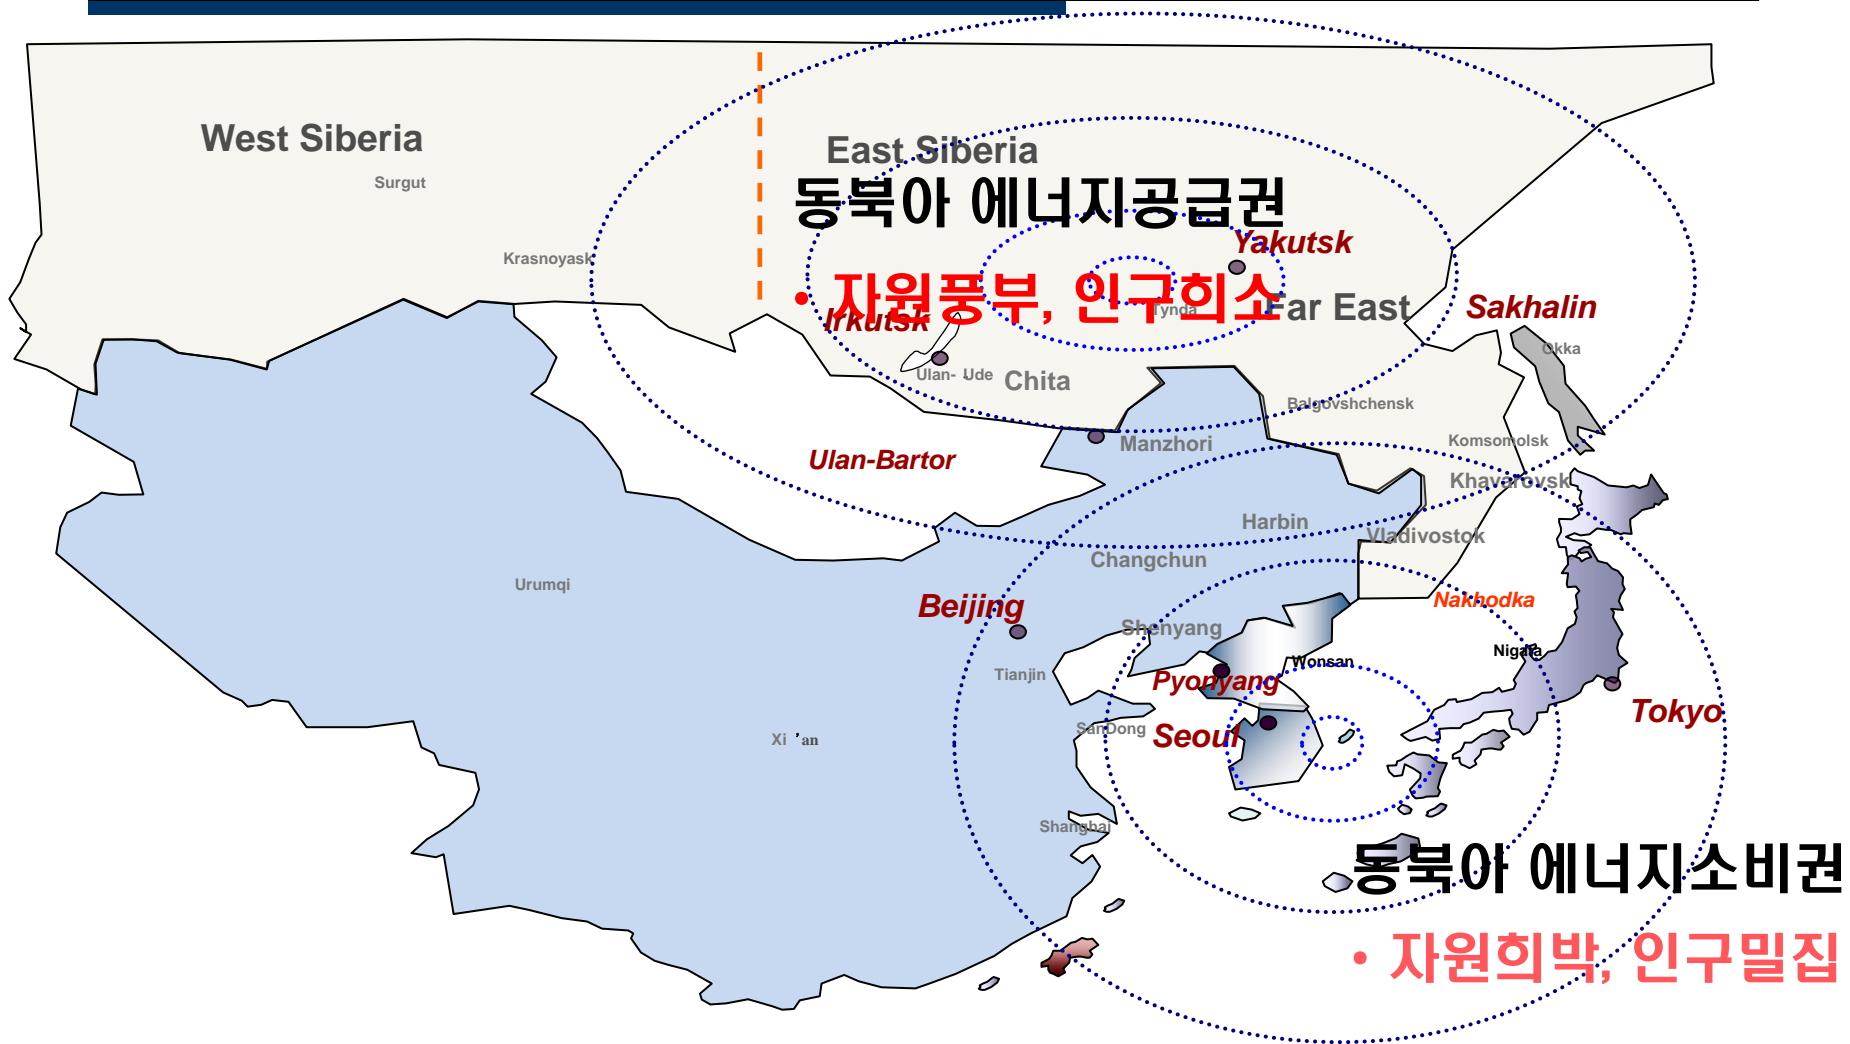 West Siberia
East Siberia
Surgut
동북아 에너지공급권
Yakutsk
Krasnoyask
• 자원풍부, 인구희소
Far East
Sakhalin
Tynda
Irkutsk
Okka
Ulan- Ude
Chita
Balgovshchensk
Manzhori
Komsomolsk
Ulan-Bartor
Khavarovsk
Harbin
Vladivostok
Changchun
Urumqi
Beijing
Nakhodka
Shenyang
Nigata
Wonsan
Tianjin
Pyonyang
Tokyo
SanDong
Seoul
Xi 'an
Shanghai
동북아 에너지소비권
• 자원희박, 인구밀집